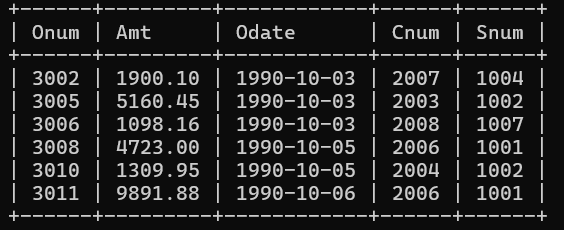 +------+---------+------------+------+------+
| Onum | Amt     | Odate      | Cnum | Snum |
+------+---------+------------+------+------+
| 3002 | 1900.10 | 1990-10-03 | 2007 | 1004 |
| 3005 | 5160.45 | 1990-10-03 | 2003 | 1002 |
| 3006 | 1098.16 | 1990-10-03 | 2008 | 1007 |
| 3008 | 4723.00 | 1990-10-05 | 2006 | 1001 |
| 3010 | 1309.95 | 1990-10-05 | 2004 | 1002 |
| 3011 | 9891.88 | 1990-10-06 | 2006 | 1001 |
+------+---------+------------+------+------+